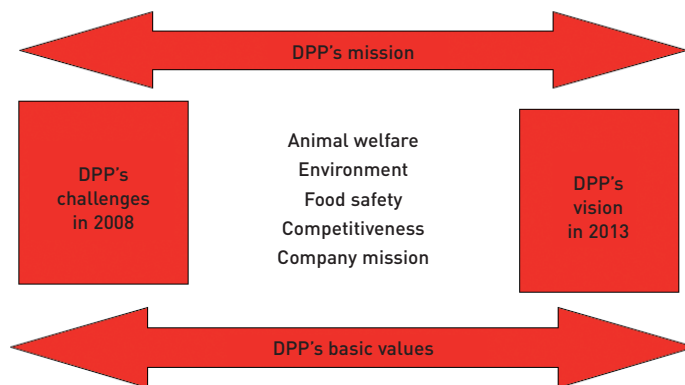 DPP's mission
DPP's
challenges
in 2008
Animal welfare
Environment
Food safety
Competitiveness
Company mission
DPP's
vision
in 2013
DPP's basic values